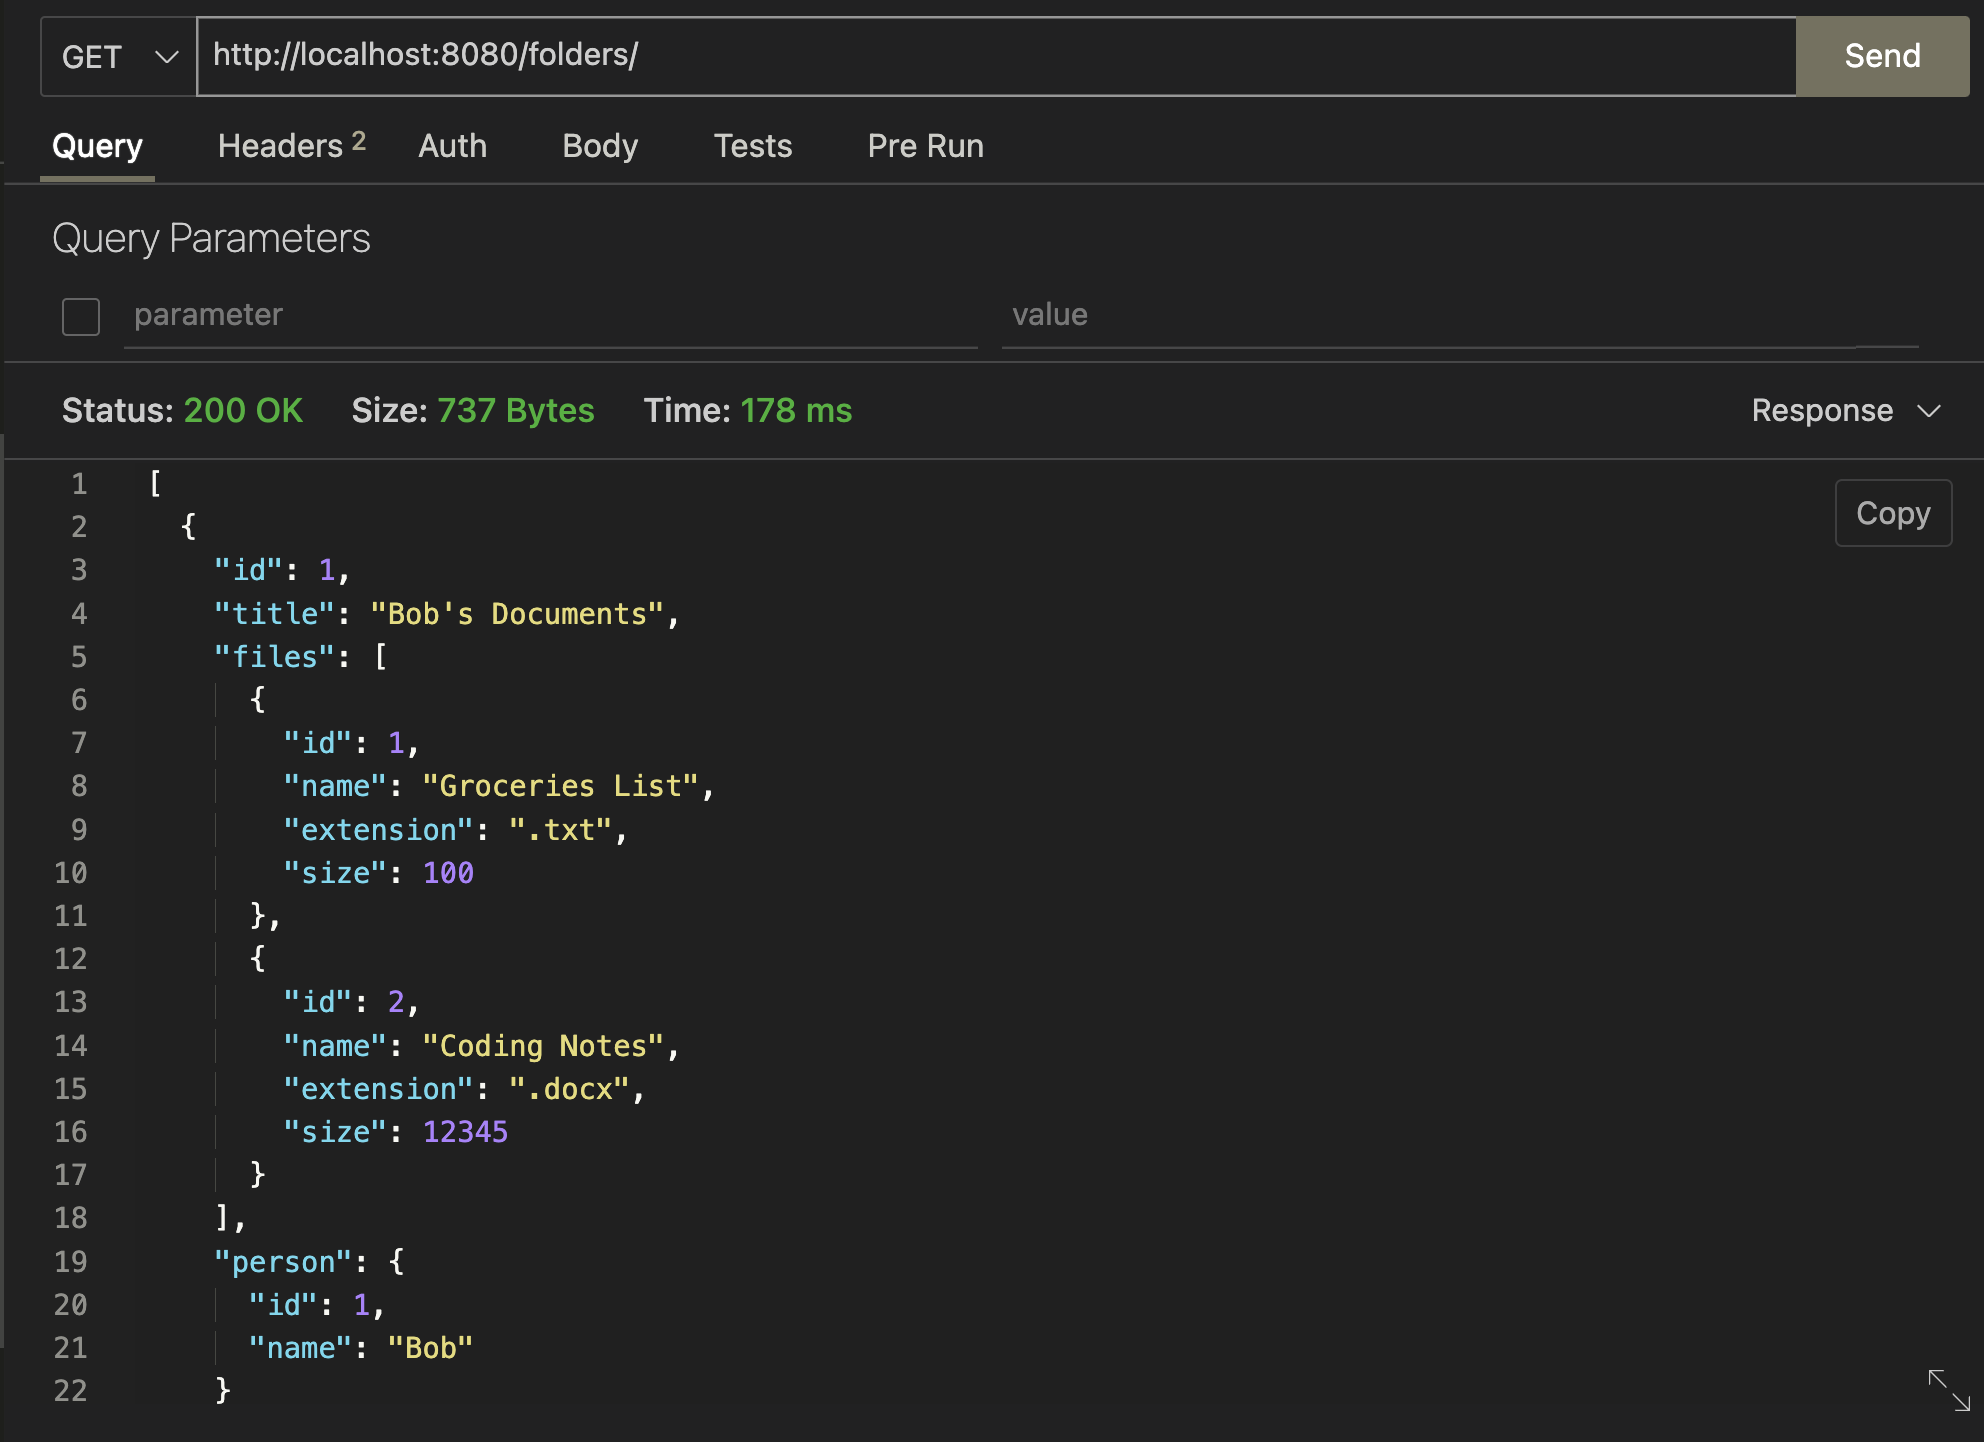 GET http://localhost:8080/folders/ Send
Query Headers 2 Auth Body Tests Pre Run
Query Parameters
parameter value
Status: 200 OK Size: 737 Bytes Time: 178 ms Response
Copy
1 [
2 {
3 "id": 1,
4 "title": "Bob's Documents",
5 "files": [
6 {
7 "id": 1,
8 "name": "Groceries List",
9 "extension": ".txt",
10 "size": 100
11 },
12 {
13 "id": 2,
14 "name": "Coding Notes",
15 "extension": ".docx",
16 "size": 12345
17 }
18 ],
19 "person": {
20 "id": 1,
21 "name": "Bob"
22 }